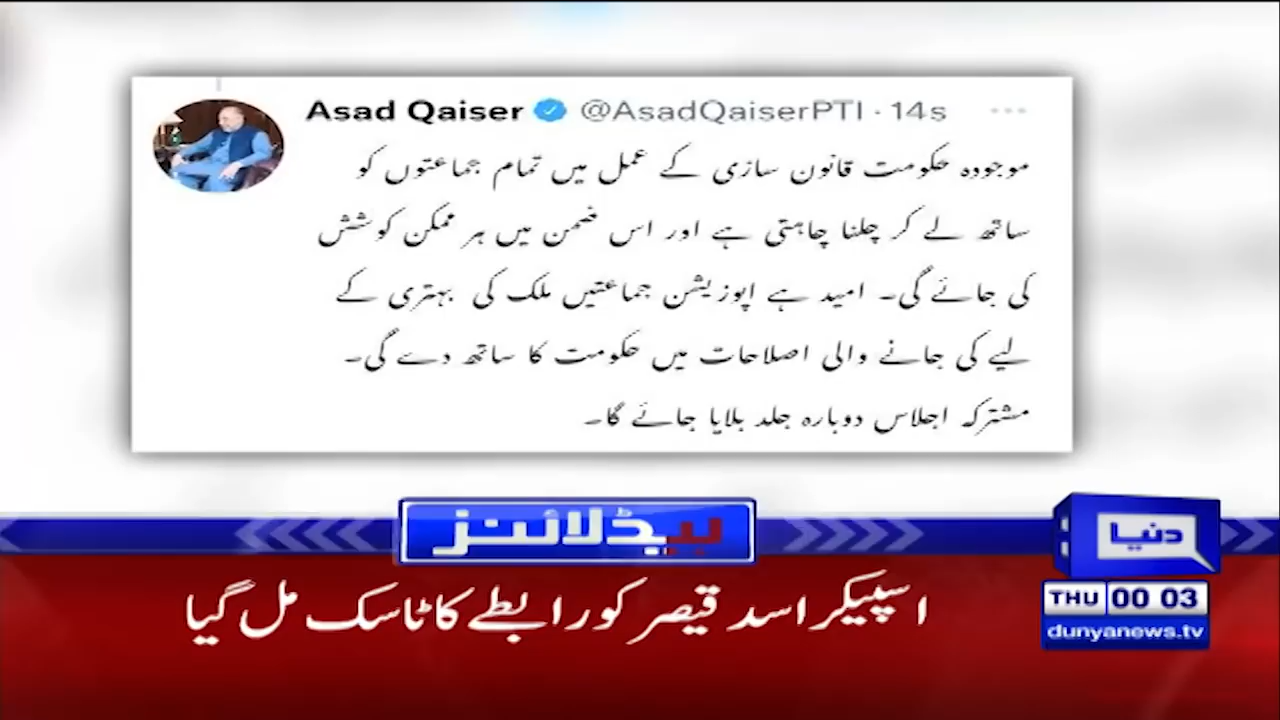 Asad Qaiser @AsadQaiserPTI · 14s
موجودہ حکومت قانون سازی کے عمل میں تمام جماعتوں کو
ساتھ لے کر چلنا چاہتی ہے اور اس ضمن میں ہر ممکن کوشش
کی جائے گی۔ امید ہے اپوزیشن جماعتیں ملک کی بہتری کے
لیے کی جانے والی اصلاحات میں حکومت کا ساتھ دے گی۔
مشترکہ اجلاس دوبارہ جلد بلایا جائے گا۔
ہیڈلائنز
دنیا
اسپیکر اسد قیصر کو رابطے کا ٹاسک مل گیا
THU 00 03
dunyanews.tv